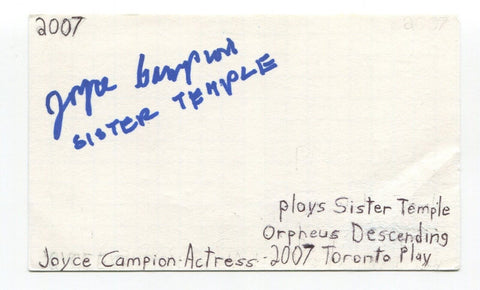 2007
2007
Joyce Campion
SISTER TEMPLE
plays Sister Temple
Orpheus Descending
Joyce Campion-Actress-2007 Toronto Play